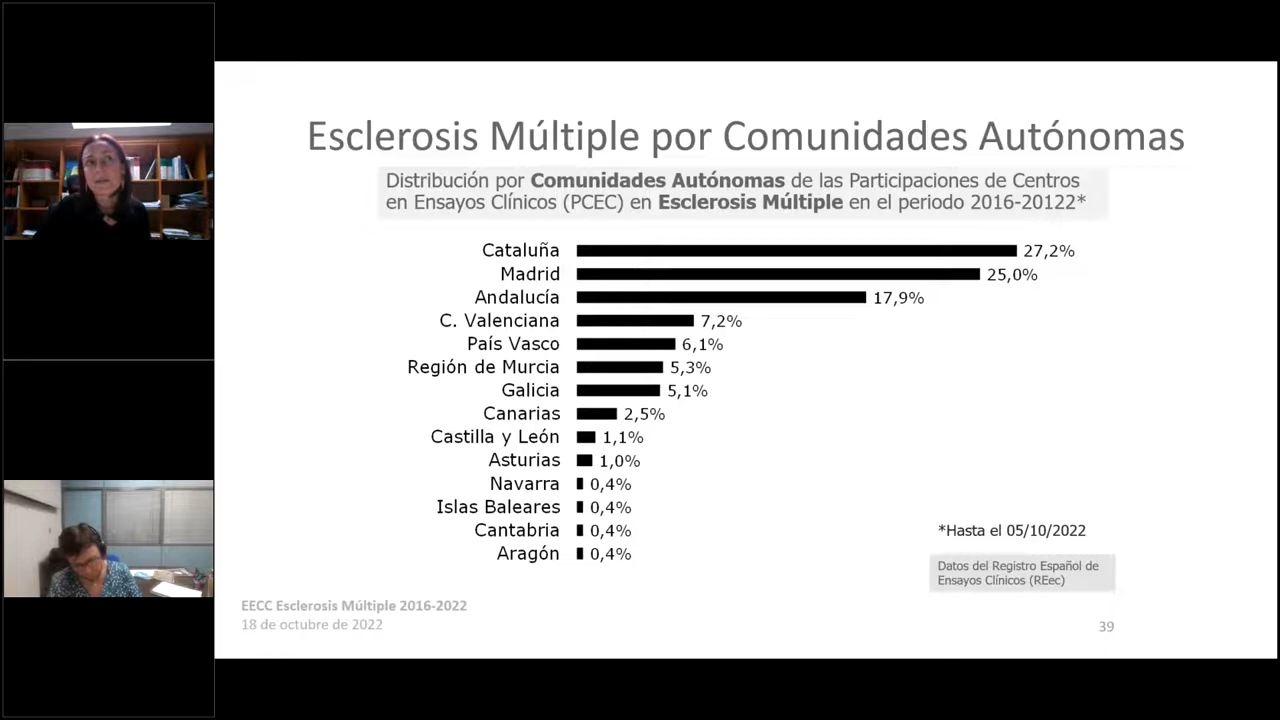 Esclerosis Múltiple por Comunidades Autónomas
Distribución por Comunidades Autónomas de las Participaciones de Centros
en Ensayos Clínicos (PCEC) en Esclerosis Múltiple en el periodo 2016-20122*
Cataluña 27,2%
Madrid 25,0%
Andalucía 17,9%
C. Valenciana 7,2%
País Vasco 6,1%
Región de Murcia 5,3%
Galicia 5,1%
Canarias 2,5%
Castilla y León 1,1%
Asturias 1,0%
Navarra 0,4%
Islas Baleares 0,4%
Cantabria 0,4%
Aragón 0,4%
*Hasta el 05/10/2022
Datos del Registro Español de
Ensayos Clínicos (REec)
EECC Esclerosis Múltiple 2016-2022
18 de octubre de 2022
39